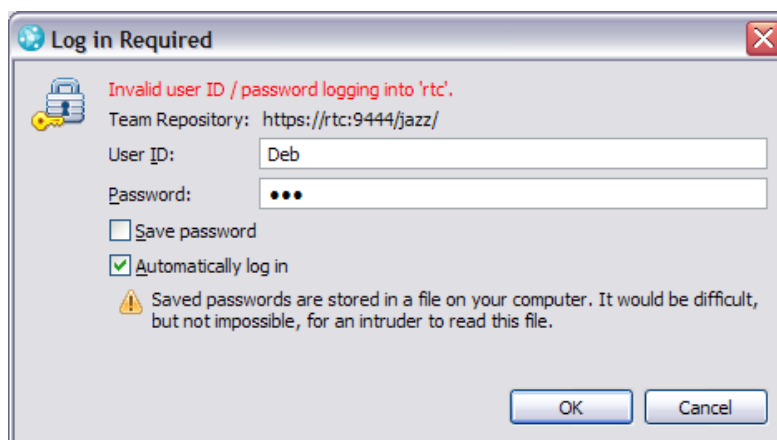 Log in Required
Invalid user ID / password logging into 'rtc'.
Team Repository: https://rtc:9444/jazz/
User ID: Deb
Password: ●●●
Save password
Automatically log in
Saved passwords are stored in a file on your computer. It would be difficult,
but not impossible, for an intruder to read this file.
OK Cancel